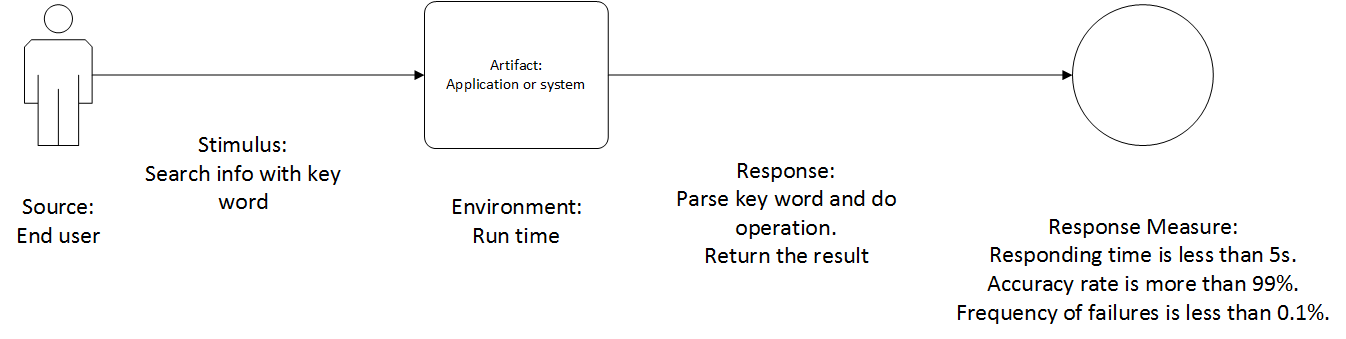 Artifact:
Application or system
Stimulus:
Search info with key
word
Source:
End user
Environment:
Run time
Response:
Parse key word and do
operation.
Return the result
Response Measure:
Responding time is less than 5s.
Accuracy rate is more than 99%.
Frequency of failures is less than 0.1%.